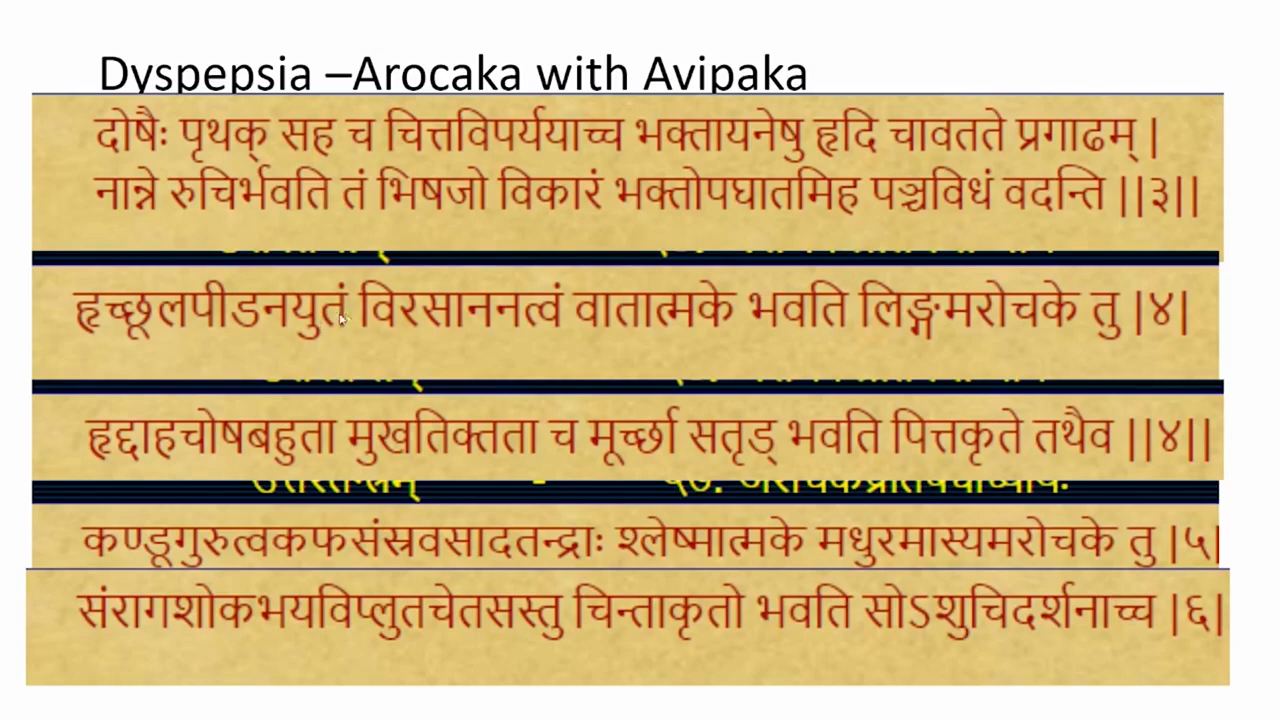 Dyspepsia –Arocaka with Avipaka
दोषैः पृथक् सह च चित्तविपर्ययाच्च भक्तायनेषु हृदि चावतते प्रगाढम् |
नान्ने रुचिर्भवति तं भिषजो विकारं भक्तोपघातमिह पञ्चविधं वदन्ति ||३||
हृच्छूलपीडनयुतं विरसाननत्वं वातात्मके भवति लिङ्गमरोचके तु |४|
हृद्दाहचोषबहुता मुखतिक्तता च मूर्च्छा सतृड् भवति पित्तकृते तथैव ||४||
कण्डूगुरुत्वकफसंस्रवसादतन्द्राः श्लेष्मात्मके मधुरमास्यमरोचके तु |५|
संरागशोकभयविप्लुतचेतसस्तु चिन्ताकृतो भवति सोऽशुचिदर्शनाच्च |६|